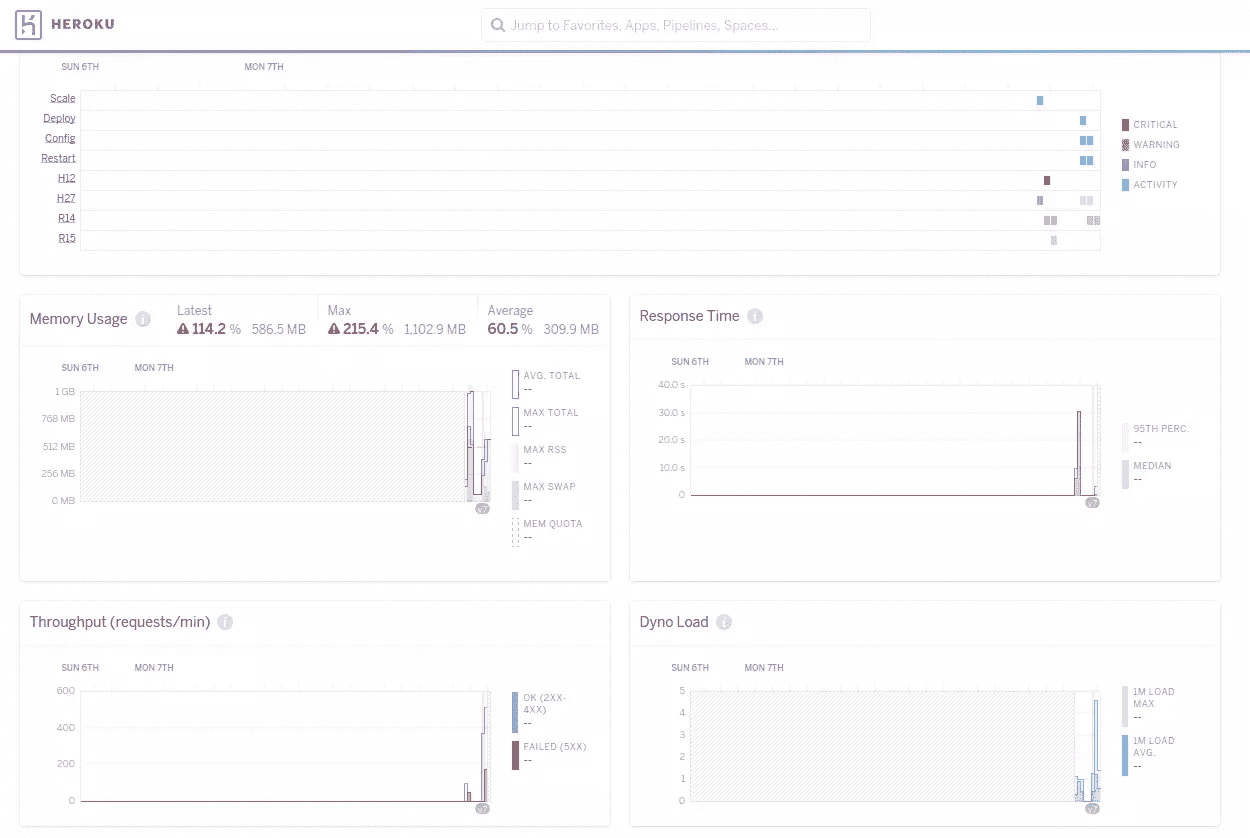 HEROKU
Jump to Favorites, Apps, Pipelines, Spaces...
SUN 6TH MON 7TH
Scale
Deploy
Config
Restart
H12
H27
R14
R15
CRITICAL
WARNING
INFO
ACTIVITY
Memory Usage
Latest
114.2 % 586.5 MB
Max
215.4 % 1,102.9 MB
Average
60.5 % 309.9 MB
SUN 6TH MON 7TH
1 GB
768 MB
512 MB
256 MB
0 MB
v7
AVG. TOTAL
--
MAX TOTAL
--
MAX RSS
--
MAX SWAP
--
MEM QUOTA
--
Response Time
SUN 6TH MON 7TH
40.0 s
30.0 s
20.0 s
10.0 s
0
v7
95TH PERC.
--
MEDIAN
--
Throughput (requests/min)
SUN 6TH MON 7TH
600
400
200
0
v7
OK (2XX-
4XX)
--
FAILED (5XX)
--
Dyno Load
SUN 6TH MON 7TH
5
4
3
2
1
0
v7
1M LOAD
MAX
--
1M LOAD
AVG.
--